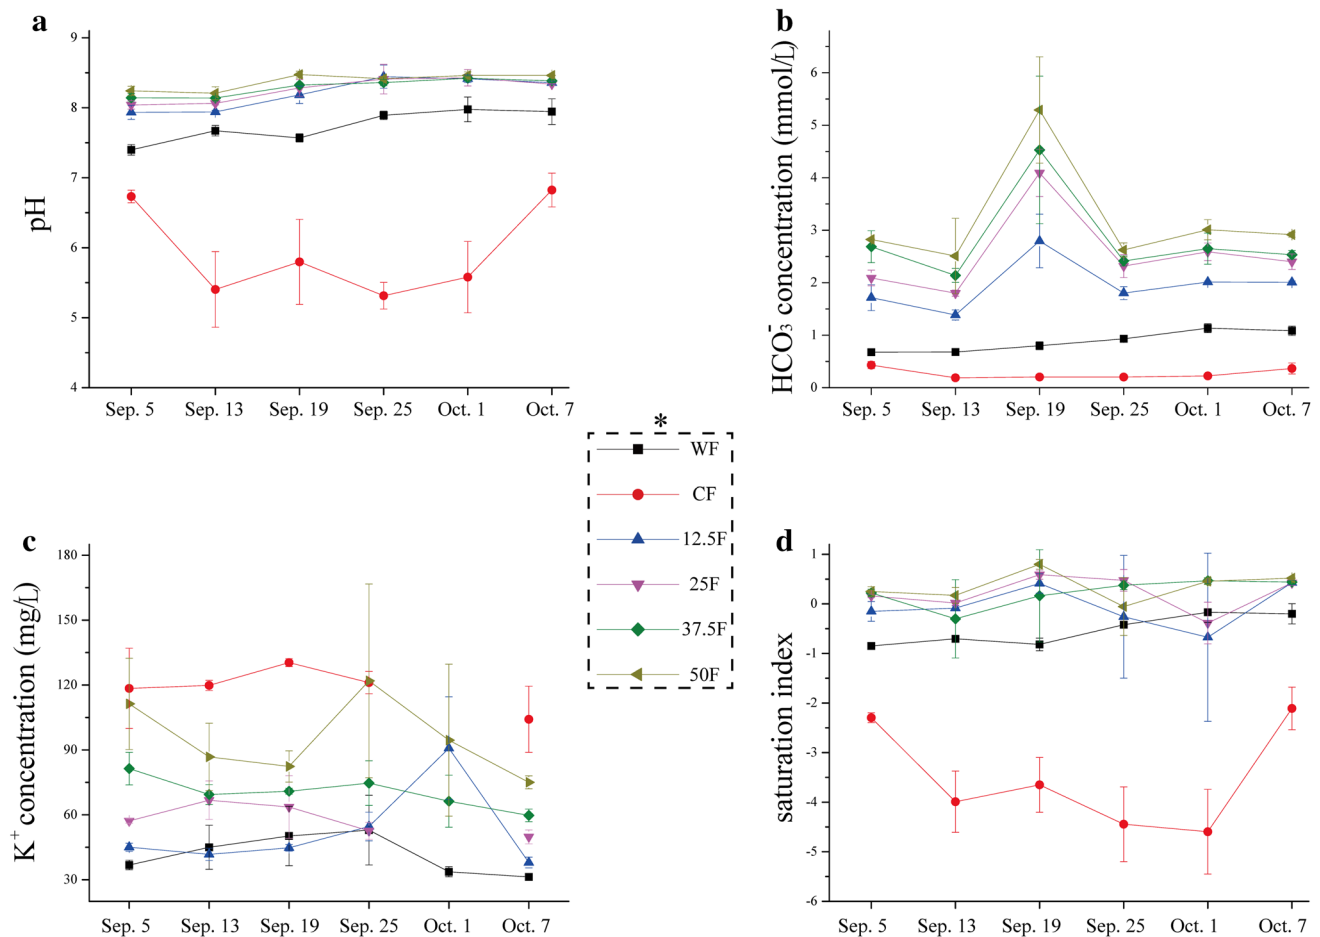 a
9
8
7
6
5
4
pH
Sep. 5 Sep. 13 Sep. 19 Sep. 25 Oct. 1 Oct. 7
b
6
5
4
3
2
1
0
HCO₃⁻ concentration (mmol/L)
Sep. 5 Sep. 13 Sep. 19 Sep. 25 Oct. 1 Oct. 7
*
WF
CF
12.5F
25F
37.5F
50F
c
180
150
120
90
60
30
K⁺ concentration (mg/L)
Sep. 5 Sep. 13 Sep. 19 Sep. 25 Oct. 1 Oct. 7
d
1
0
-1
-2
-3
-4
-5
-6
saturation index
Sep. 5 Sep. 13 Sep. 19 Sep. 25 Oct. 1 Oct. 7